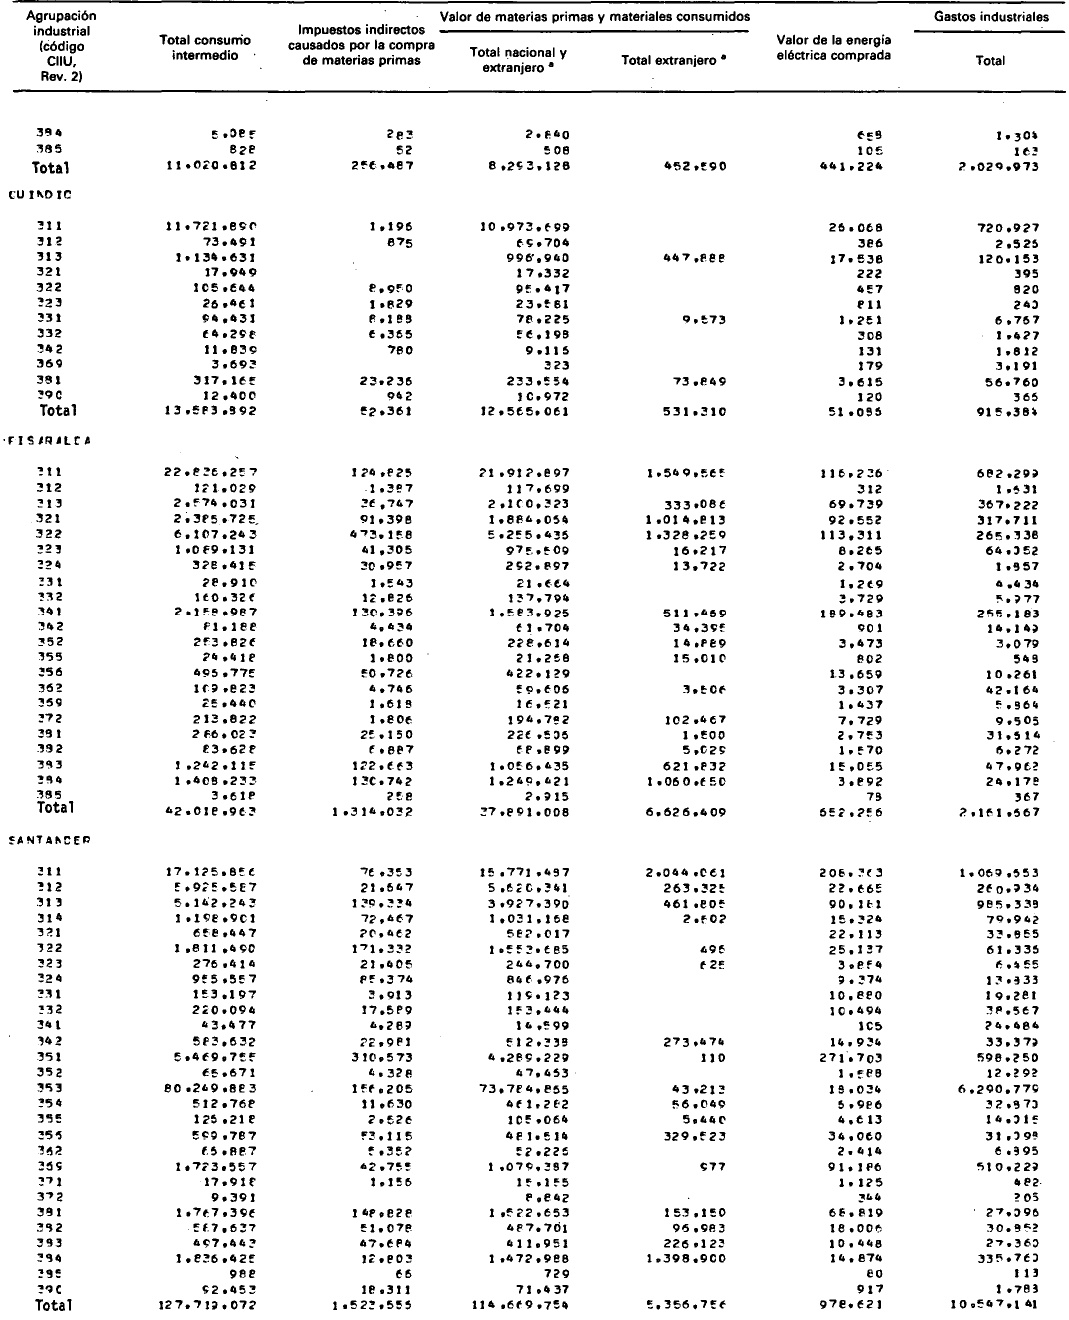 Agrupación industrial (código CIIU, Rev. 2) Total consumo intermedio Impuestos indirectos causados por la compra de materias primas Valor de materias primas y materiales consumidos Valor de la energía eléctrica comprada Gastos industriales
Total nacional y extranjero ª Total extranjero ª Total
384 5.085 283 2.840 658 1.304
385 828 52 508 105 163
Total 11.020.812 256.487 8.293.128 452.590 441.224 2.029.973
CUINDIC
311 11.721.890 1.196 10.973.699 26.068 720.927
312 73.491 875 69.704 386 2.525
313 1.134.631 996.940 447.888 17.538 120.153
321 17.949 17.332 222 395
322 105.644 8.950 95.417 457 820
323 26.461 1.829 23.581 811 240
331 94.431 8.188 78.225 9.573 1.251 6.767
332 64.298 6.365 56.198 308 1.427
342 11.839 780 9.115 131 1.812
369 3.693 323 179 3.191
381 317.165 23.236 233.554 73.849 3.615 56.760
390 12.400 942 10.972 120 365
Total 13.583.892 52.361 12.565.061 531.310 51.086 915.384
FISARALDA
311 22.836.257 124.825 21.912.897 1.549.565 116.236 682.299
312 121.029 1.387 117.699 312 1.631
313 2.574.031 36.747 2.100.323 333.086 69.739 367.222
321 2.385.725 91.398 1.884.054 1.014.813 92.552 317.711
322 6.107.243 473.158 5.255.435 1.328.259 113.311 265.338
323 1.089.131 41.305 975.509 16.217 8.265 64.052
324 328.415 30.957 292.897 13.722 2.704 1.857
331 28.910 1.543 21.664 1.269 4.434
332 160.326 12.826 137.794 3.729 5.977
341 2.158.987 130.396 1.583.925 511.469 189.483 255.183
342 81.188 4.434 61.704 34.395 901 14.149
352 253.826 18.660 228.614 14.889 3.473 3.079
355 24.418 1.800 21.268 15.010 802 548
356 495.775 50.726 422.129 13.659 10.261
362 109.823 4.746 59.606 3.506 3.307 42.164
369 25.440 1.618 16.521 1.437 5.864
372 213.822 1.806 194.782 102.467 7.729 9.505
381 286.023 25.150 226.506 1.500 2.753 31.514
382 83.628 6.887 68.899 5.029 1.570 6.272
383 1.242.115 122.663 1.056.435 621.832 15.055 47.962
384 1.408.233 130.742 1.249.421 1.060.650 3.892 24.178
385 3.618 258 2.915 78 367
Total 42.018.963 1.314.032 37.891.008 6.626.409 652.256 2.161.667
SANTANDER
311 17.125.856 76.353 15.771.487 2.044.061 208.363 1.069.653
312 5.925.587 21.647 5.620.341 263.325 22.665 260.934
313 5.142.243 139.334 3.927.390 461.805 90.181 985.338
314 1.198.901 72.467 1.031.168 2.602 15.324 79.942
321 658.447 20.462 582.017 22.113 33.855
322 1.811.490 171.332 1.553.685 496 25.137 61.335
323 276.414 21.405 244.700 625 3.854 6.455
324 955.557 85.374 846.976 9.374 13.833
331 153.197 3.913 119.123 10.880 19.281
332 220.094 17.589 153.444 10.494 38.567
341 43.477 4.289 14.599 105 24.484
342 583.632 22.981 512.338 273.474 14.934 33.379
351 5.469.755 310.573 4.289.229 110 271.703 598.250
352 65.671 4.328 47.453 1.588 12.292
353 80.249.883 156.205 73.784.865 43.213 18.034 6.290.779
354 512.768 11.630 461.262 56.049 5.986 32.873
355 125.218 2.526 105.064 5.440 4.613 14.015
356 599.787 53.115 481.514 329.523 34.060 31.098
362 65.887 5.352 52.225 2.414 6.895
369 1.723.557 42.755 1.079.387 977 91.186 510.229
371 17.918 1.156 15.155 1.125 482
372 9.391 8.842 344 205
381 1.767.396 148.828 1.522.653 153.150 68.819 27.096
382 587.637 51.078 487.701 96.983 18.006 30.852
383 497.443 47.684 411.951 226.123 10.448 27.360
384 1.836.425 12.803 1.472.988 1.398.900 14.874 335.760
385 988 66 729 80 113
390 92.453 18.311 71.437 917 1.783
Total 127.719.072 1.523.555 114.669.754 5.356.756 978.621 10.547.141